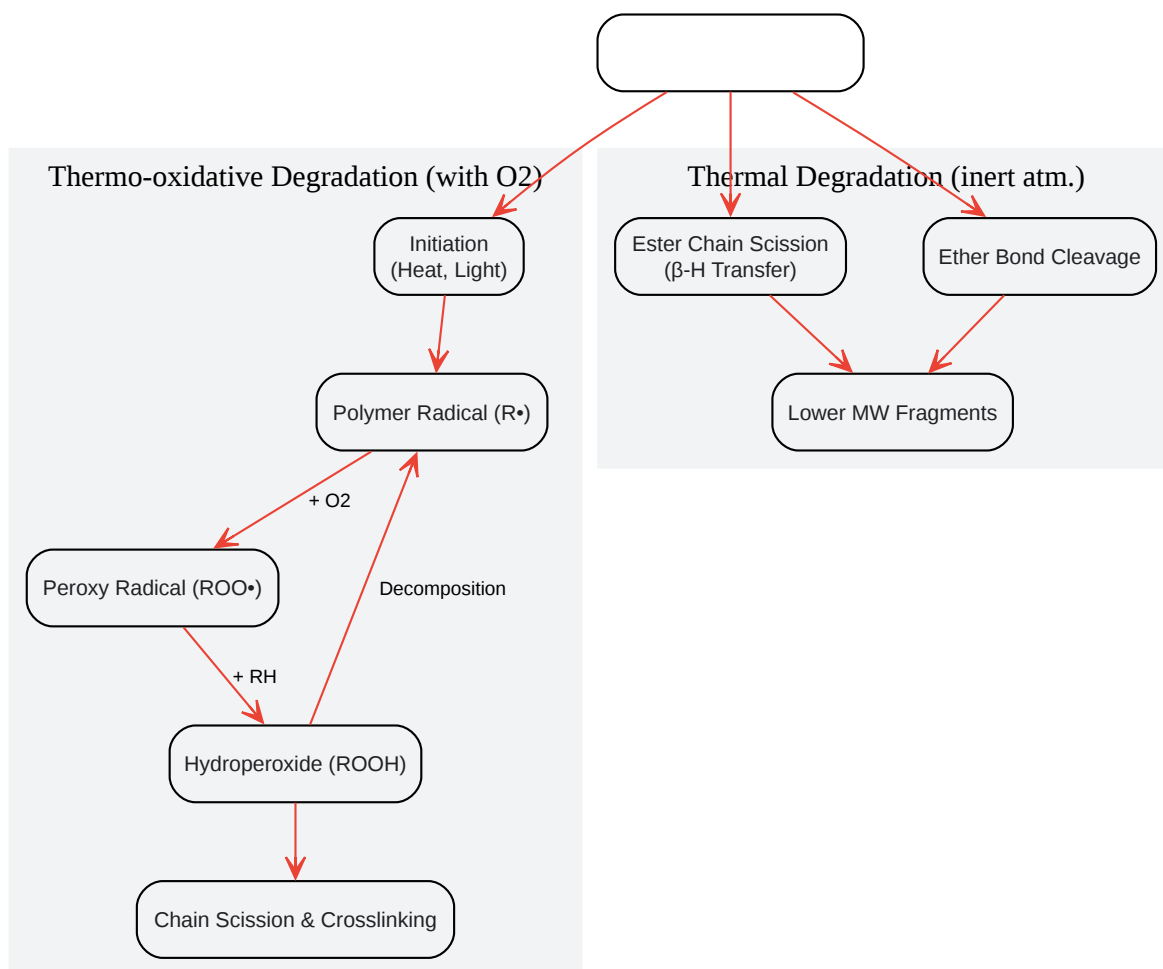 Thermo-oxidative Degradation (with O2)
Thermal Degradation (inert atm.)
Initiation
(Heat, Light)
Ester Chain Scission
(β-H Transfer)
Ether Bond Cleavage
Polymer Radical (R•)
Lower MW Fragments
+ O2
Peroxy Radical (ROO•)
Decomposition
+ RH
Hydroperoxide (ROOH)
Chain Scission & Crosslinking